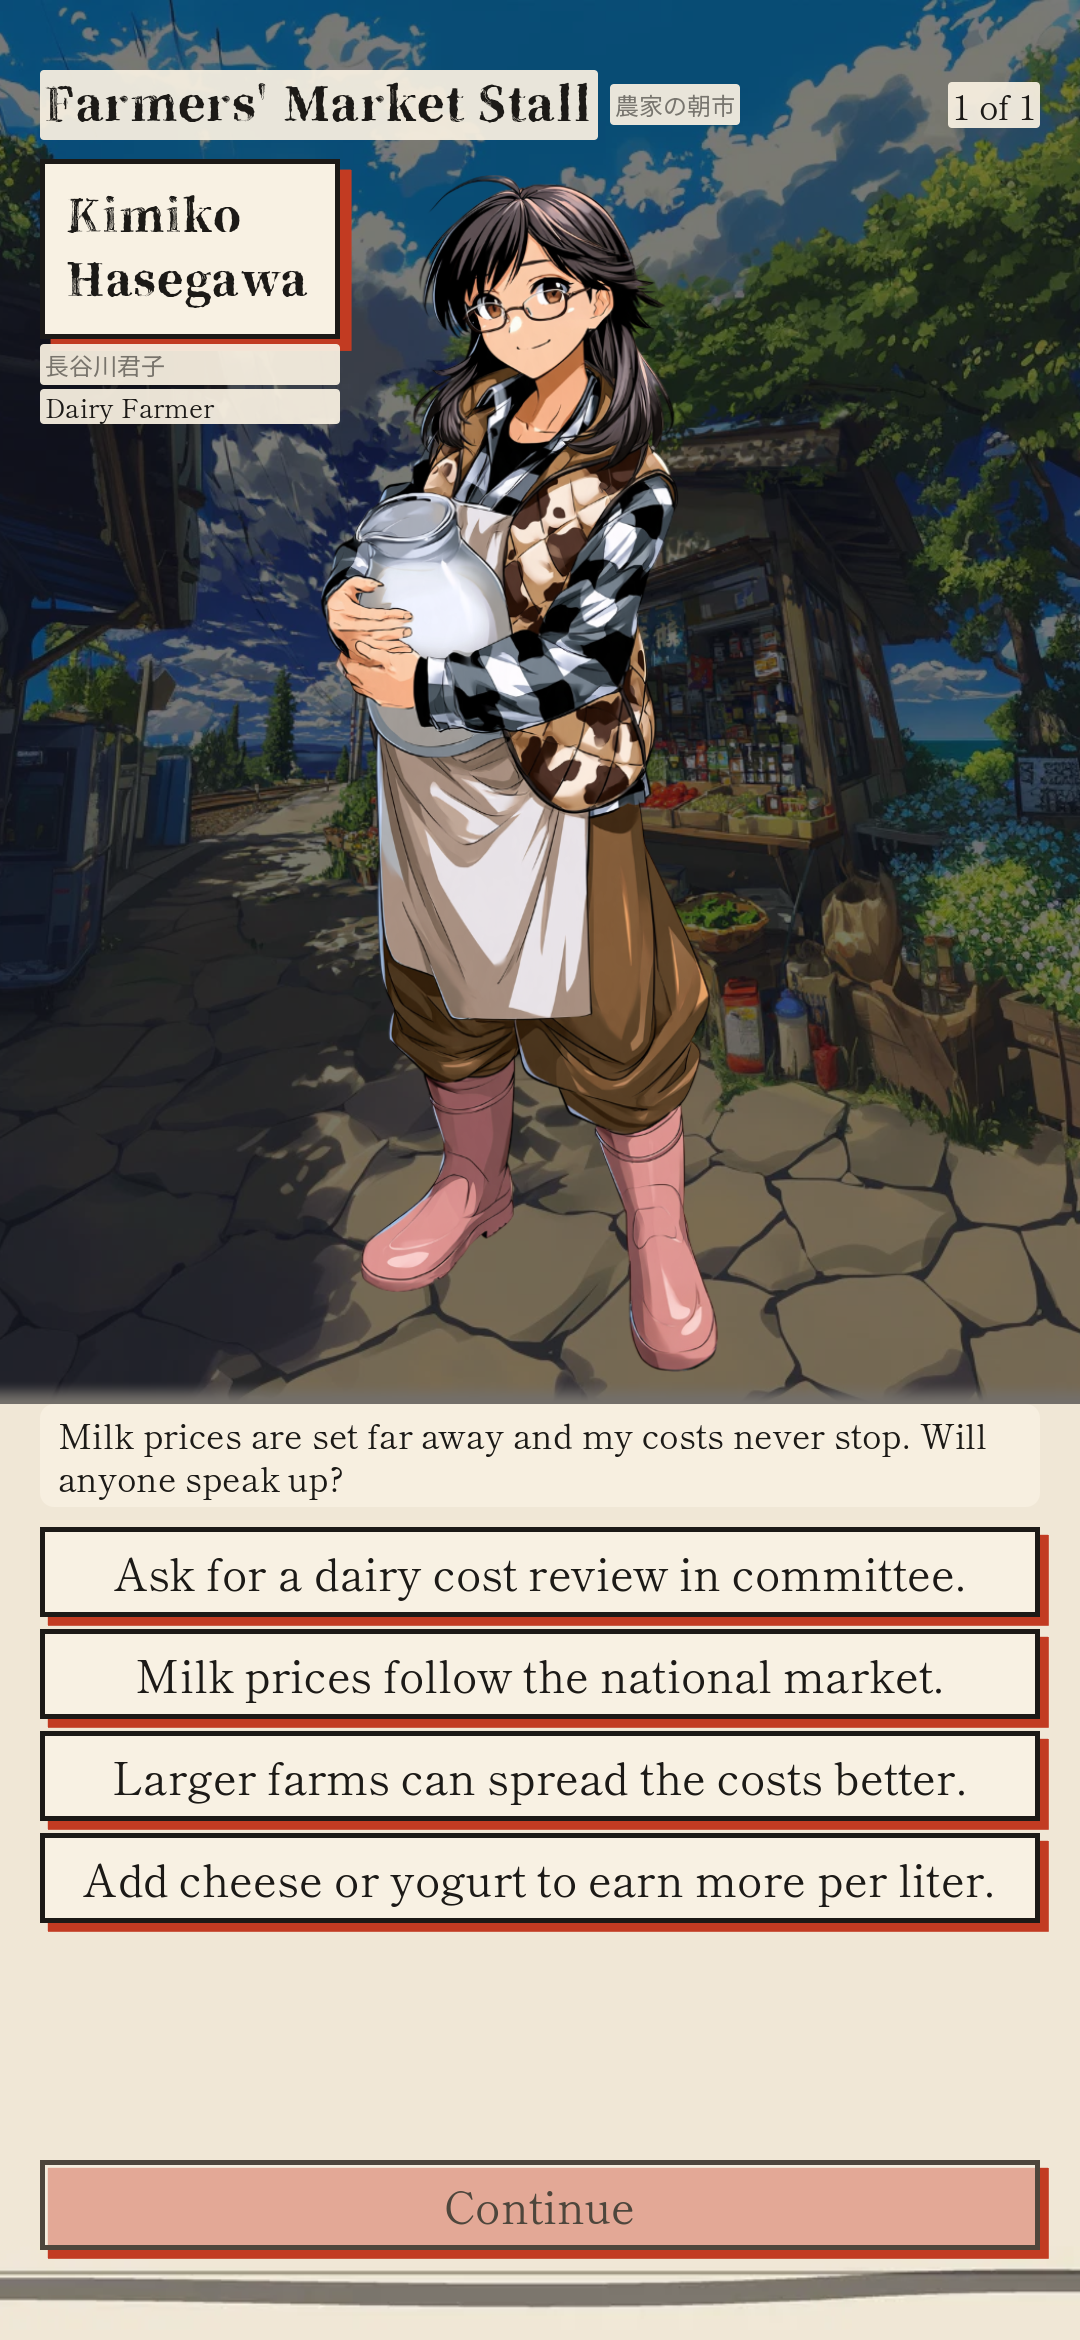 Farmers' Market Stall
農家の朝市
1 of 1
Kimiko
Hasegawa
長谷川君子
Dairy Farmer
Milk prices are set far away and my costs never stop. Will
anyone speak up?
Ask for a dairy cost review in committee.
Milk prices follow the national market.
Larger farms can spread the costs better.
Add cheese or yogurt to earn more per liter.
Continue